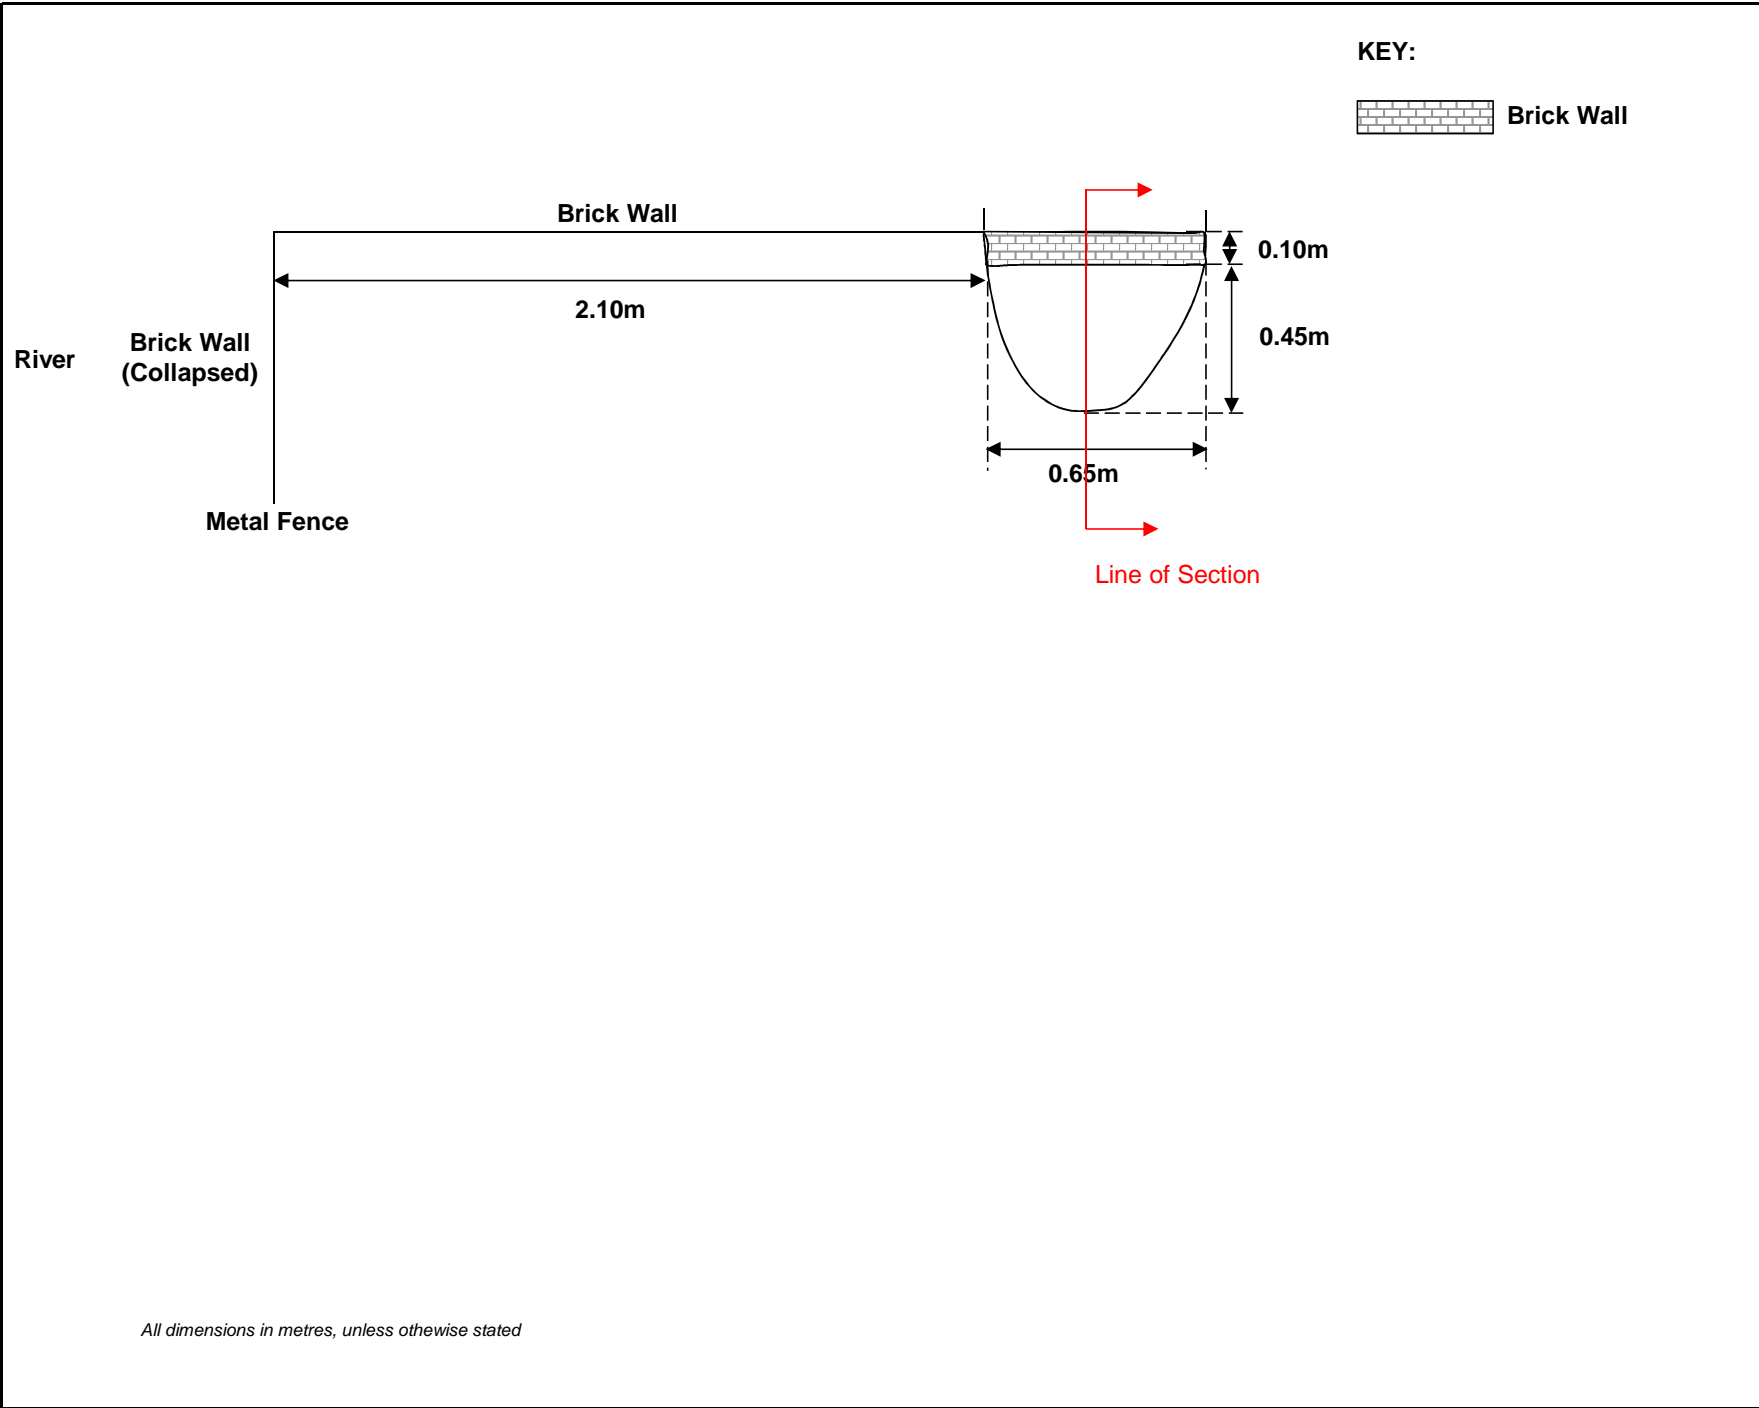 KEY:
Brick Wall
Brick Wall
0.10m
2.10m
0.45m
Brick Wall
(Collapsed)
River
0.65m
Metal Fence
Line of Section
All dimensions in metres, unless othewise stated